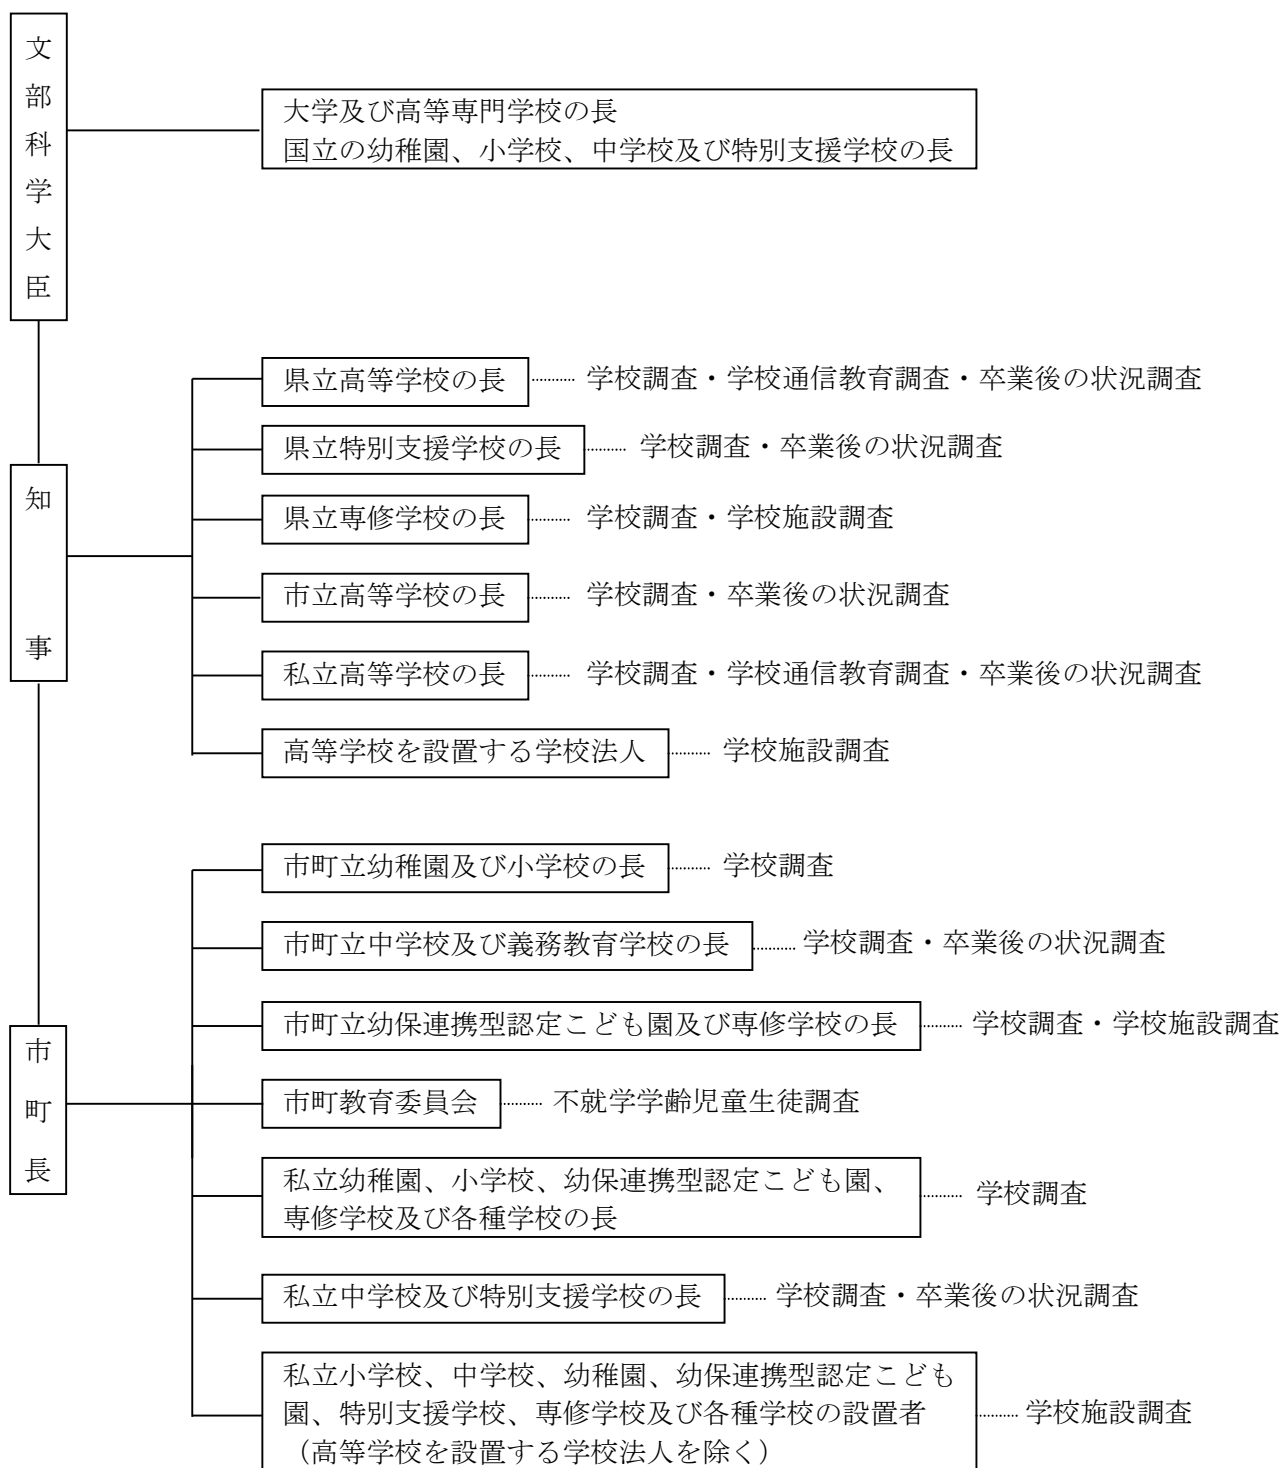 文部科学大臣
大学及び高等専門学校の長
国立の幼稚園、小学校、中学校及び特別支援学校の長
知事
県立高等学校の長 学校調査・学校通信教育調査・卒業後の状況調査
県立特別支援学校の長 学校調査・卒業後の状況調査
県立専修学校の長 学校調査・学校施設調査
市立高等学校の長 学校調査・卒業後の状況調査
私立高等学校の長 学校調査・学校通信教育調査・卒業後の状況調査
高等学校を設置する学校法人 学校施設調査
市町長
市町立幼稚園及び小学校の長 学校調査
市町立中学校及び義務教育学校の長 学校調査・卒業後の状況調査
市町立幼保連携型認定こども園及び専修学校の長 学校調査・学校施設調査
市町教育委員会 不就学学齢児童生徒調査
私立幼稚園、小学校、幼保連携型認定こども園、
専修学校及び各種学校の長 学校調査
私立中学校及び特別支援学校の長 学校調査・卒業後の状況調査
私立小学校、中学校、幼稚園、幼保連携型認定こども
園、特別支援学校、専修学校及び各種学校の設置者 学校施設調査
（高等学校を設置する学校法人を除く）